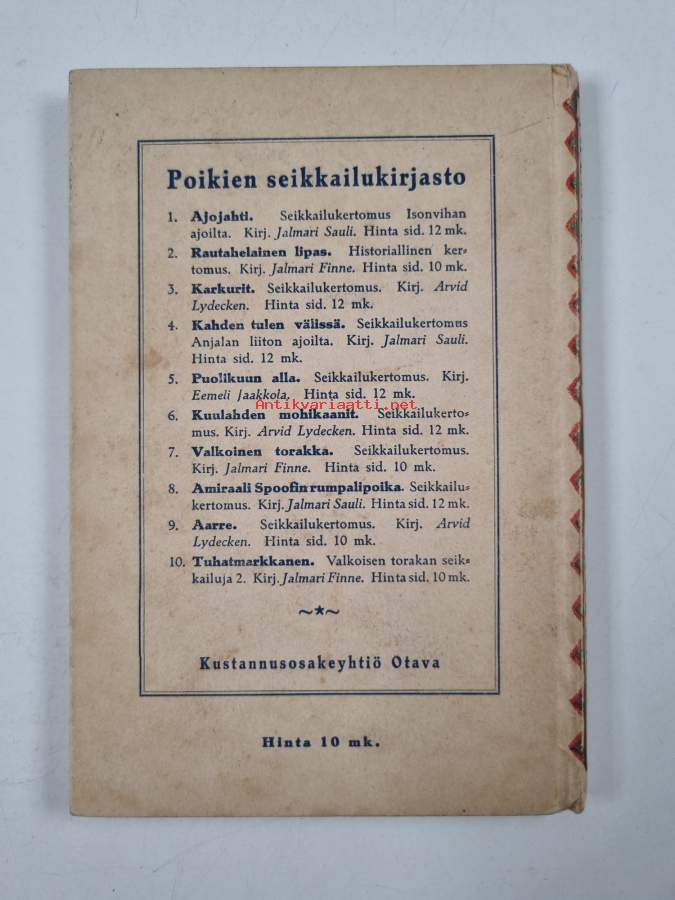 Poikien seikkailukirjasto
1. Ajojahti. Seikkailukertomus Isonvihan
ajoilta. Kirj. Jalmari Sauli. Hinta sid. 12 mk.
2. Rautahelainen lipas. Historiallinen ker-
tomus. Kirj. Jalmari Finne. Hinta sid. 10 mk.
3. Karkurit. Seikkailukertomus. Kirj. Arvid
Lydecken. Hinta sid. 12 mk.
4. Kahden tulen välissä. Seikkailukertomus
Anjalan liiton ajoilta. Kirj. Jalmari Sauli.
Hinta sid. 12 mk.
5. Puolikuun alla. Seikkailukertomus. Kirj.
Eemeli Jaakkola. Hinta sid. 12 mk.
Antikvariaatti.net
6. Kuulahden mohikaanit. Seikkailukerto-
mus. Kirj. Arvid Lydecken. Hinta sid. 12 mk.
7. Valkoinen torakka. Seikkailukertomus.
Kirj. Jalmari Finne. Hinta sid. 10 mk.
8. Amiraali Spoofin rumpalipoika. Seikkailu-
kertomus. Kirj. Jalmari Sauli. Hinta sid. 12 mk.
9. Aarre. Seikkailukertomus. Kirj. Arvid
Lydecken. Hinta sid. 10 mk.
10. Tuhatmarkkanen. Valkoisen torakan seik-
kailuja 2. Kirj. Jalmari Finne. Hinta sid. 10 mk.
Kustannusosakeyhtiö Otava
Hinta 10 mk.